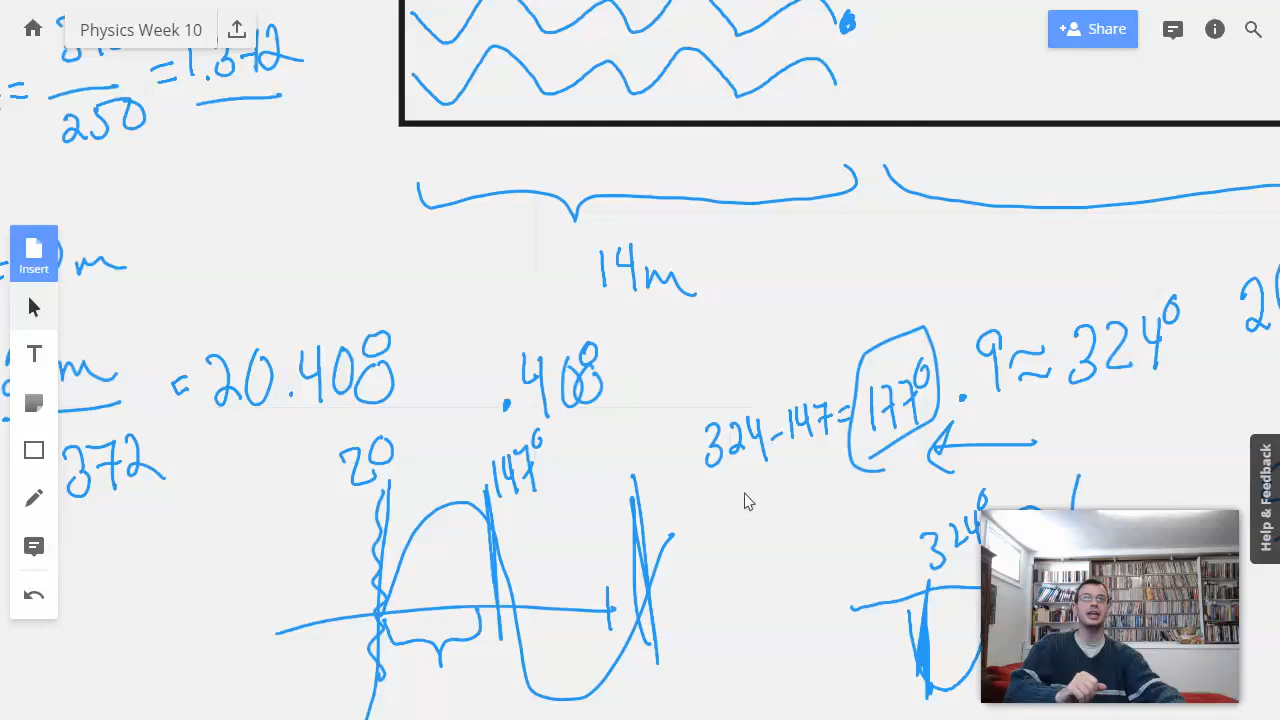 Physics Week 10
Share
250
= 1.372
m
14m
Insert
m
= 20.408
.408
324-147=
177°
.9≈324°
372
20
147°
324°
Help & Feedback